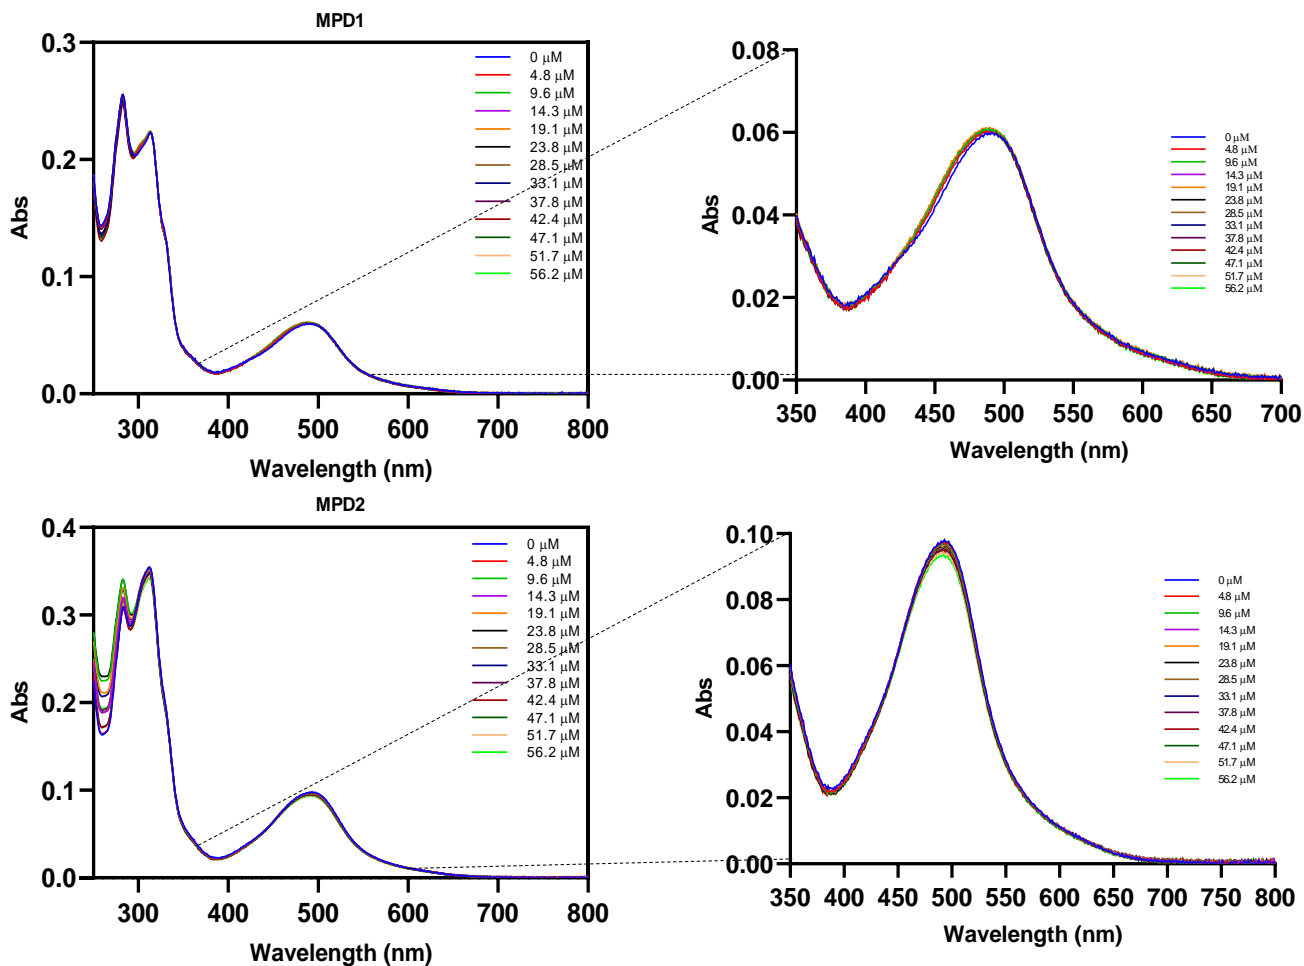 MPD1
0.3
0.2
0.1
0.0
Abs
300 400 500 600 700 800
Wavelength (nm)
0 μM
4.8 μM
9.6 μM
14.3 μM
19.1 μM
23.8 μM
28.5 μM
33.1 μM
37.8 μM
42.4 μM
47.1 μM
51.7 μM
56.2 μM
0.08
0.06
0.04
0.02
0.00
Abs
350 400 450 500 550 600 650 700
Wavelength (nm)
0 μM
4.8 μM
9.6 μM
14.3 μM
19.1 μM
23.8 μM
28.5 μM
33.1 μM
37.8 μM
42.4 μM
47.1 μM
51.7 μM
56.2 μM
MPD2
0.4
0.3
0.2
0.1
0.0
Abs
300 400 500 600 700 800
Wavelength (nm)
0 μM
4.8 μM
9.6 μM
14.3 μM
19.1 μM
23.8 μM
28.5 μM
33.1 μM
37.8 μM
42.4 μM
47.1 μM
51.7 μM
56.2 μM
0.10
0.08
0.06
0.04
0.02
0.00
Abs
350 400 450 500 550 600 650 700 750 800
Wavelength (nm)
0 μM
4.8 μM
9.6 μM
14.3 μM
19.1 μM
23.8 μM
28.5 μM
33.1 μM
37.8 μM
42.4 μM
47.1 μM
51.7 μM
56.2 μM